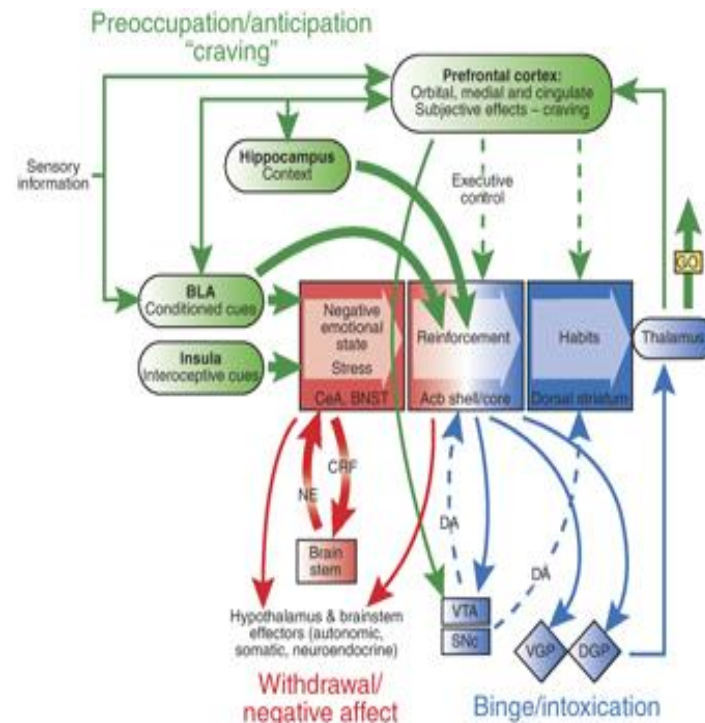 Preoccupation/anticipation
“craving”
Prefrontal cortex:
Orbital, medial and cingulate
Subjective effects – craving
Sensory
information
Hippocampus
Context
Executive
control
GO
BLA
Conditioned cues
Insula
Interoceptive cues
Negative
emotional
state
Stress
CeA, BNST
Reinforcement
Acb shell/core
Habits
Dorsal striatum
Thalamus
NE
CRF
Brain
stem
DA
DA
VTA
SNc
VGP
DGP
Hypothalamus & brainstem
effectors (autonomic,
somatic, neuroendocrine)
Withdrawal/
negative affect
Binge/intoxication